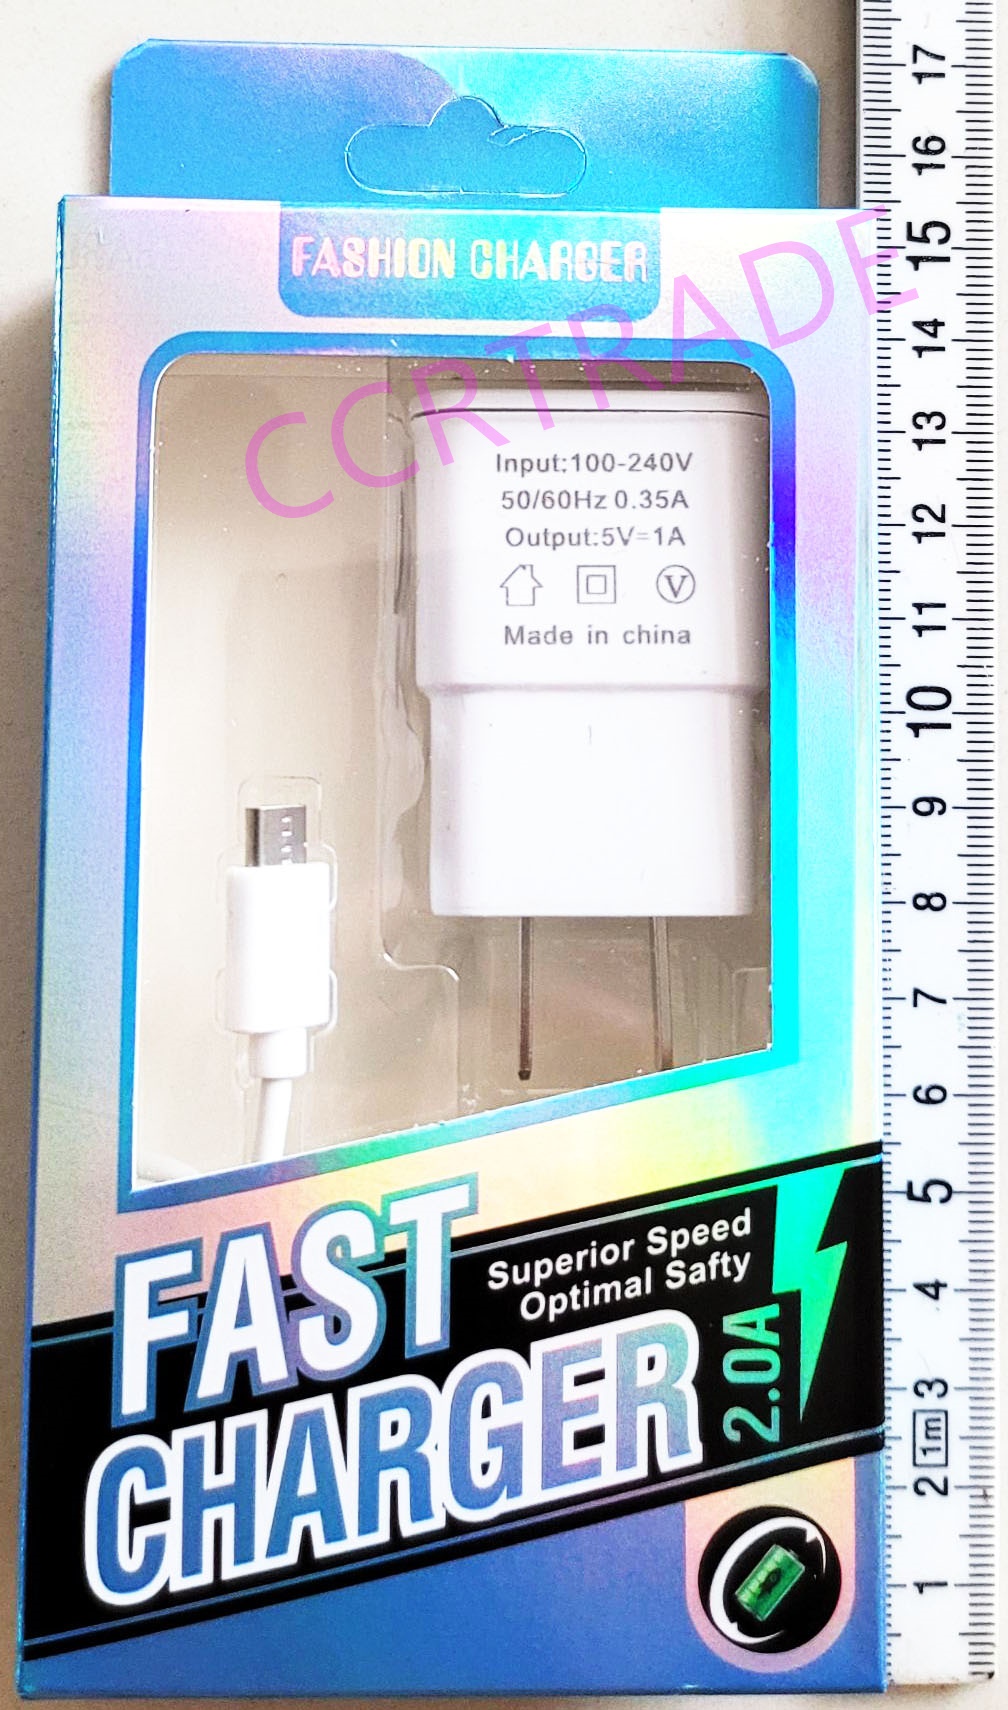 FASHION CHARGER
CCRTRADE
Input:100-240V
50/60Hz 0.35A
Output:5V=1A
V
Made in china
FAST
CHARGER
Superior Speed
Optimal Safty
2.0A
17
16
15
14
13
12
11
10
9
8
7
6
5
4
3
1m
2
1